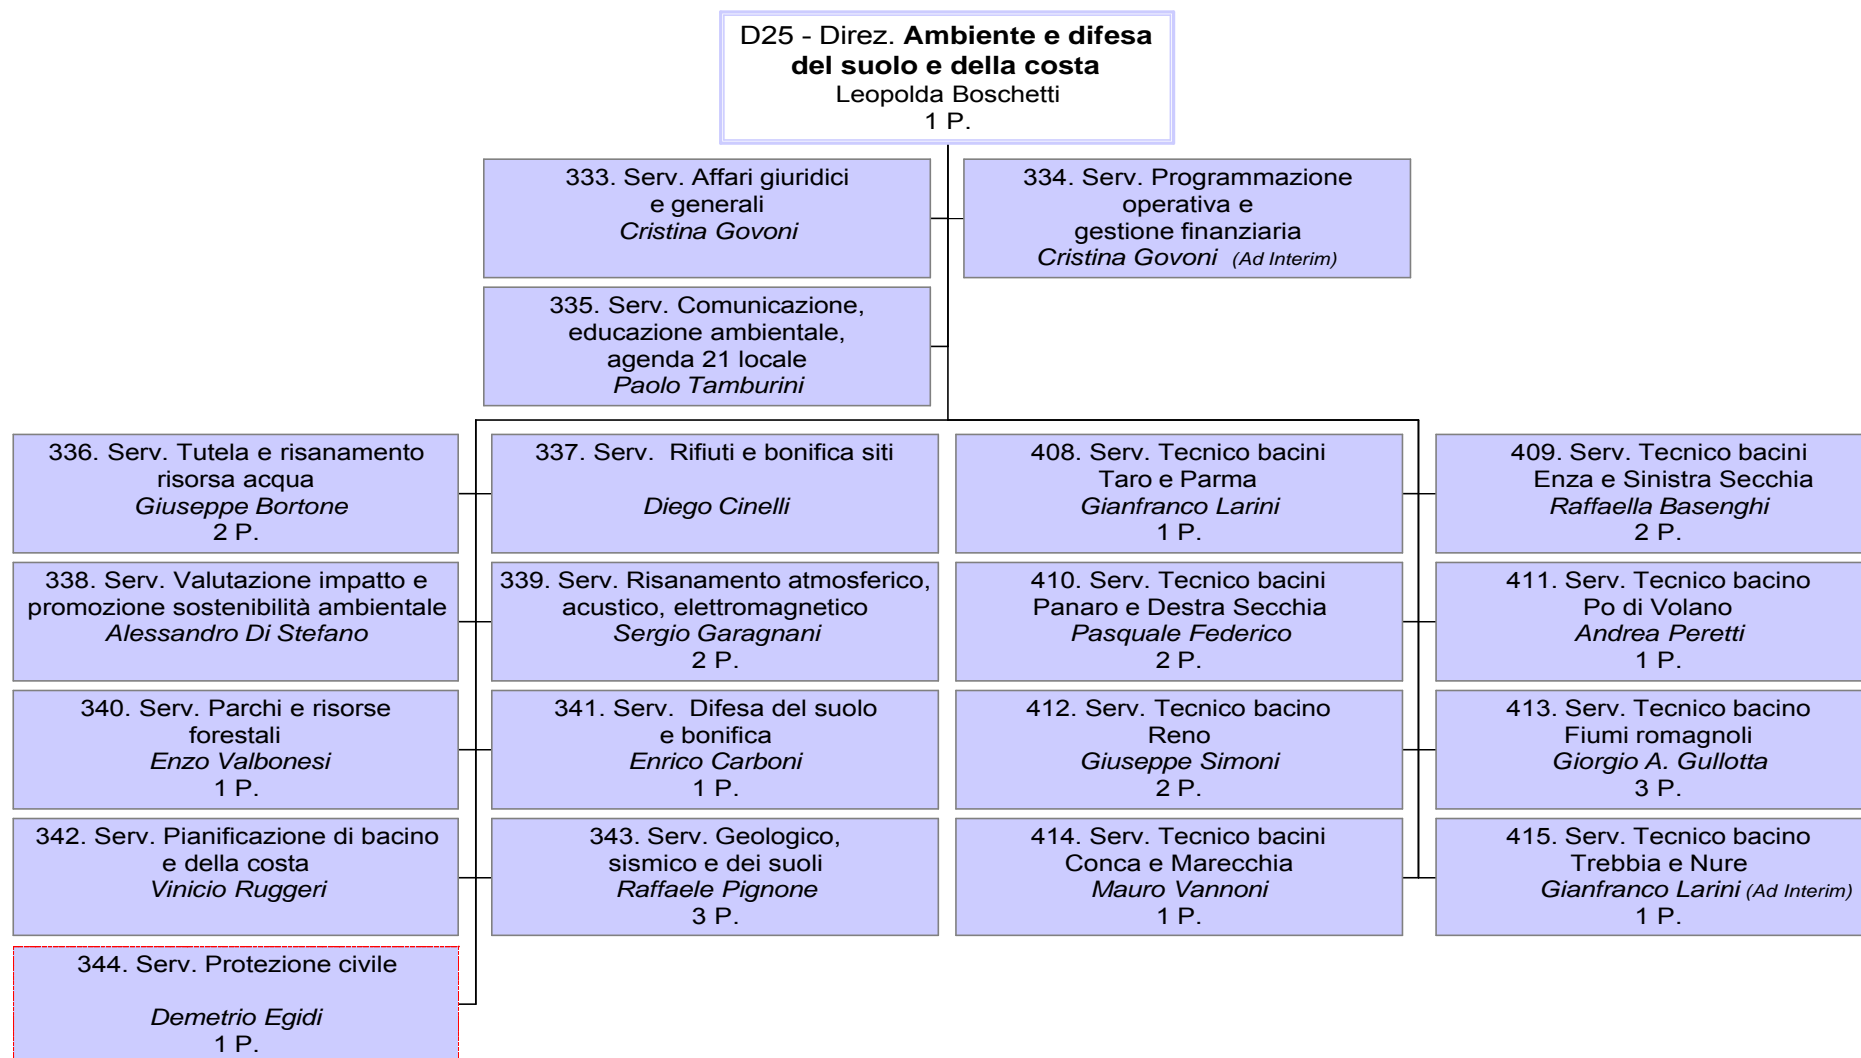 D25 - Direz. Ambiente e difesa
del suolo e della costa
Leopolda Boschetti
1 P.
333. Serv. Affari giuridici
e generali
Cristina Govoni
334. Serv. Programmazione
operativa e
gestione finanziaria
Cristina Govoni (Ad Interim)
335. Serv. Comunicazione,
educazione ambientale,
agenda 21 locale
Paolo Tamburini
336. Serv. Tutela e risanamento
risorsa acqua
Giuseppe Bortone
2 P.
337. Serv. Rifiuti e bonifica siti
Diego Cinelli
408. Serv. Tecnico bacini
Taro e Parma
Gianfranco Larini
1 P.
409. Serv. Tecnico bacini
Enza e Sinistra Secchia
Raffaella Basenghi
2 P.
338. Serv. Valutazione impatto e
promozione sostenibilità ambientale
Alessandro Di Stefano
339. Serv. Risanamento atmosferico,
acustico, elettromagnetico
Sergio Garagnani
2 P.
410. Serv. Tecnico bacini
Panaro e Destra Secchia
Pasquale Federico
2 P.
411. Serv. Tecnico bacino
Po di Volano
Andrea Peretti
1 P.
340. Serv. Parchi e risorse
forestali
Enzo Valbonesi
1 P.
341. Serv. Difesa del suolo
e bonifica
Enrico Carboni
1 P.
412. Serv. Tecnico bacino
Reno
Giuseppe Simoni
2 P.
413. Serv. Tecnico bacino
Fiumi romagnoli
Giorgio A. Gullotta
3 P.
342. Serv. Pianificazione di bacino
e della costa
Vinicio Ruggeri
343. Serv. Geologico,
sismico e dei suoli
Raffaele Pignone
3 P.
414. Serv. Tecnico bacini
Conca e Marecchia
Mauro Vannoni
1 P.
415. Serv. Tecnico bacino
Trebbia e Nure
Gianfranco Larini (Ad Interim)
1 P.
344. Serv. Protezione civile
Demetrio Egidi
1 P.